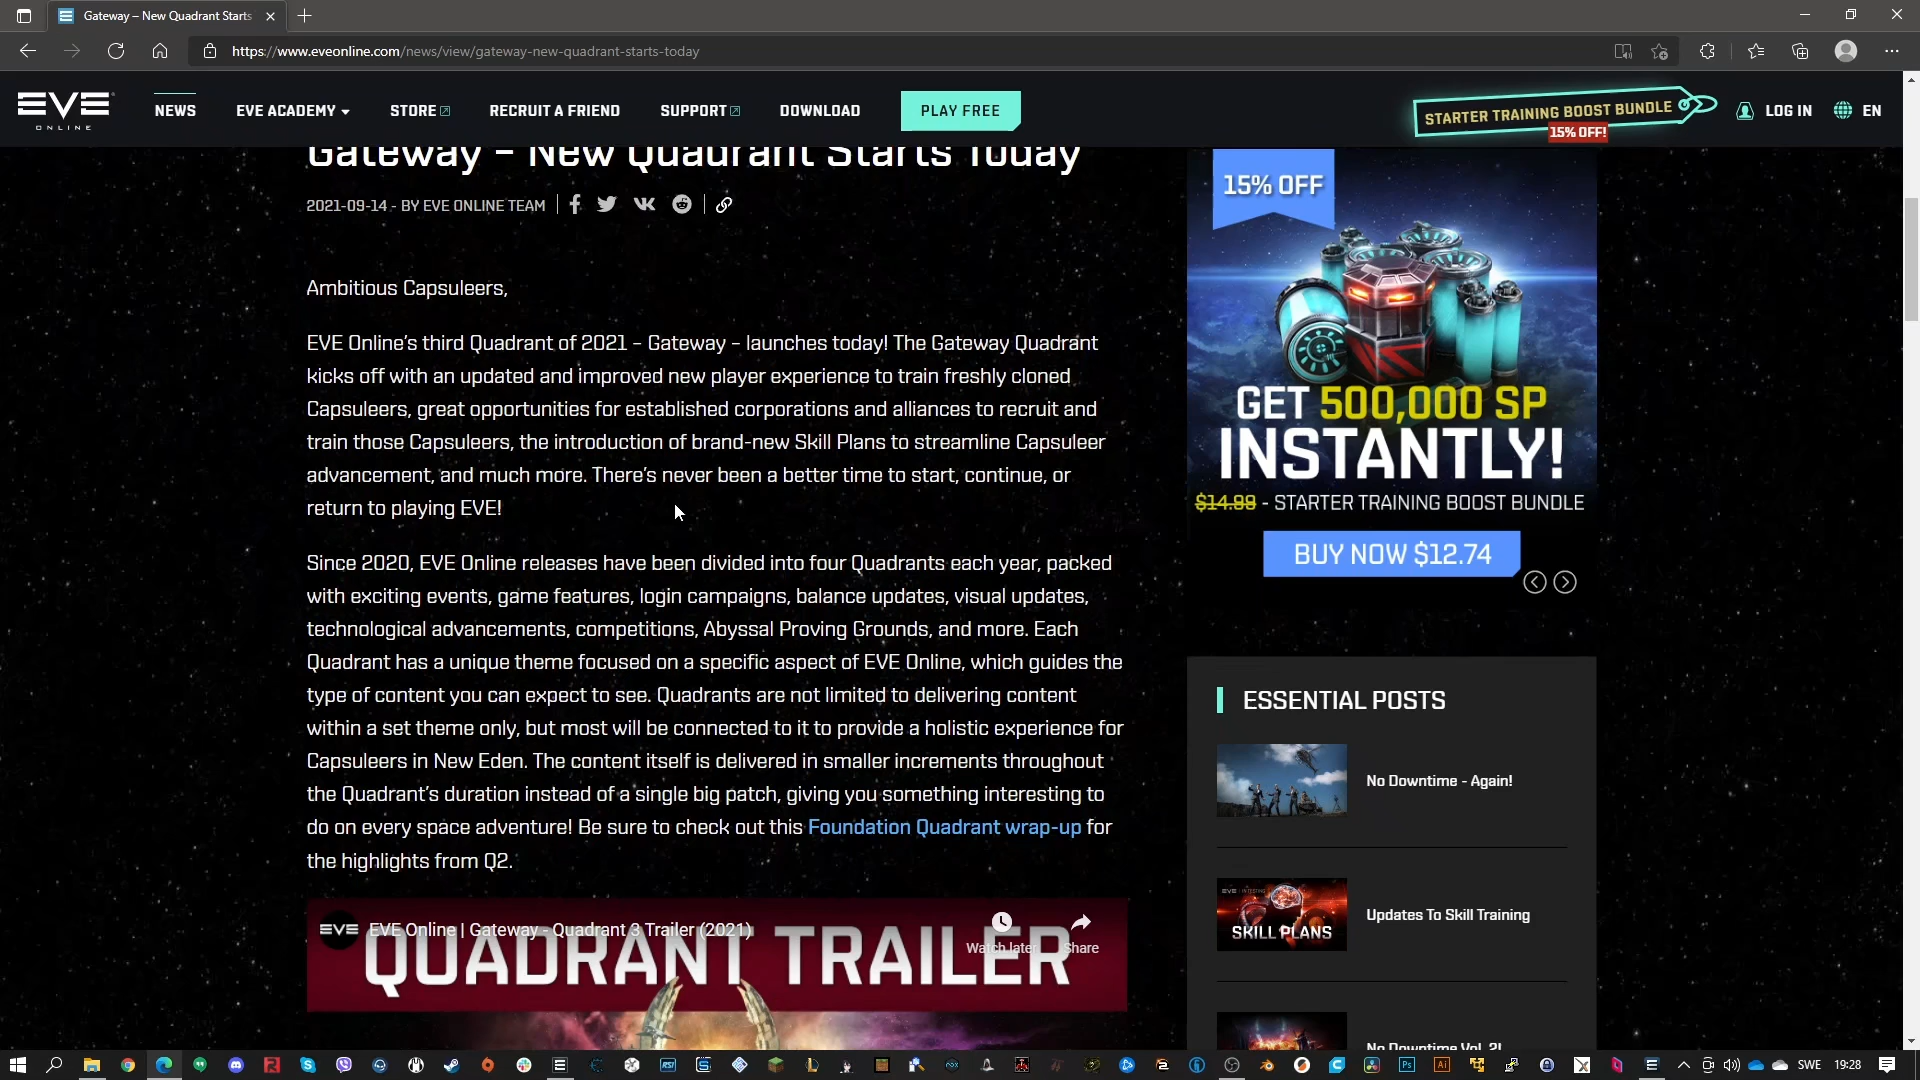 Gateway – New Quadrant Starts
https://www.eveonline.com/news/view/gateway-new-quadrant-starts-today
EVE
ONLINE
NEWS
EVE ACADEMY
STORE
RECRUIT A FRIEND
SUPPORT
DOWNLOAD
PLAY FREE
STARTER TRAINING BOOST BUNDLE
15% OFF!
LOG IN
EN
Gateway – New Quadrant Starts Today
2021-09-14 - BY EVE ONLINE TEAM
Ambitious Capsuleers,
EVE Online's third Quadrant of 2021 – Gateway – launches today! The Gateway Quadrant
kicks off with an updated and improved new player experience to train freshly cloned
Capsuleers, great opportunities for established corporations and alliances to recruit and
train those Capsuleers, the introduction of brand-new Skill Plans to streamline Capsuleer
advancement, and much more. There's never been a better time to start, continue, or
return to playing EVE!
Since 2020, EVE Online releases have been divided into four Quadrants each year, packed
with exciting events, game features, login campaigns, balance updates, visual updates,
technological advancements, competitions, Abyssal Proving Grounds, and more. Each
Quadrant has a unique theme focused on a specific aspect of EVE Online, which guides the
type of content you can expect to see. Quadrants are not limited to delivering content
within a set theme only, but most will be connected to it to provide a holistic experience for
Capsuleers in New Eden. The content itself is delivered in smaller increments throughout
the Quadrant's duration instead of a single big patch, giving you something interesting to
do on every space adventure! Be sure to check out this Foundation Quadrant wrap-up for
the highlights from Q2.
EVE
EVE Online | Gateway - Quadrant 3 Trailer (2021)
Watch later
Share
QUADRANT TRAILER
15% OFF
GET 500,000 SP
INSTANTLY!
$14.99 - STARTER TRAINING BOOST BUNDLE
BUY NOW $12.74
ESSENTIAL POSTS
No Downtime - Again!
SKILL PLANS
Updates To Skill Training
No Downtime Vol. 2!
SWE
19:28